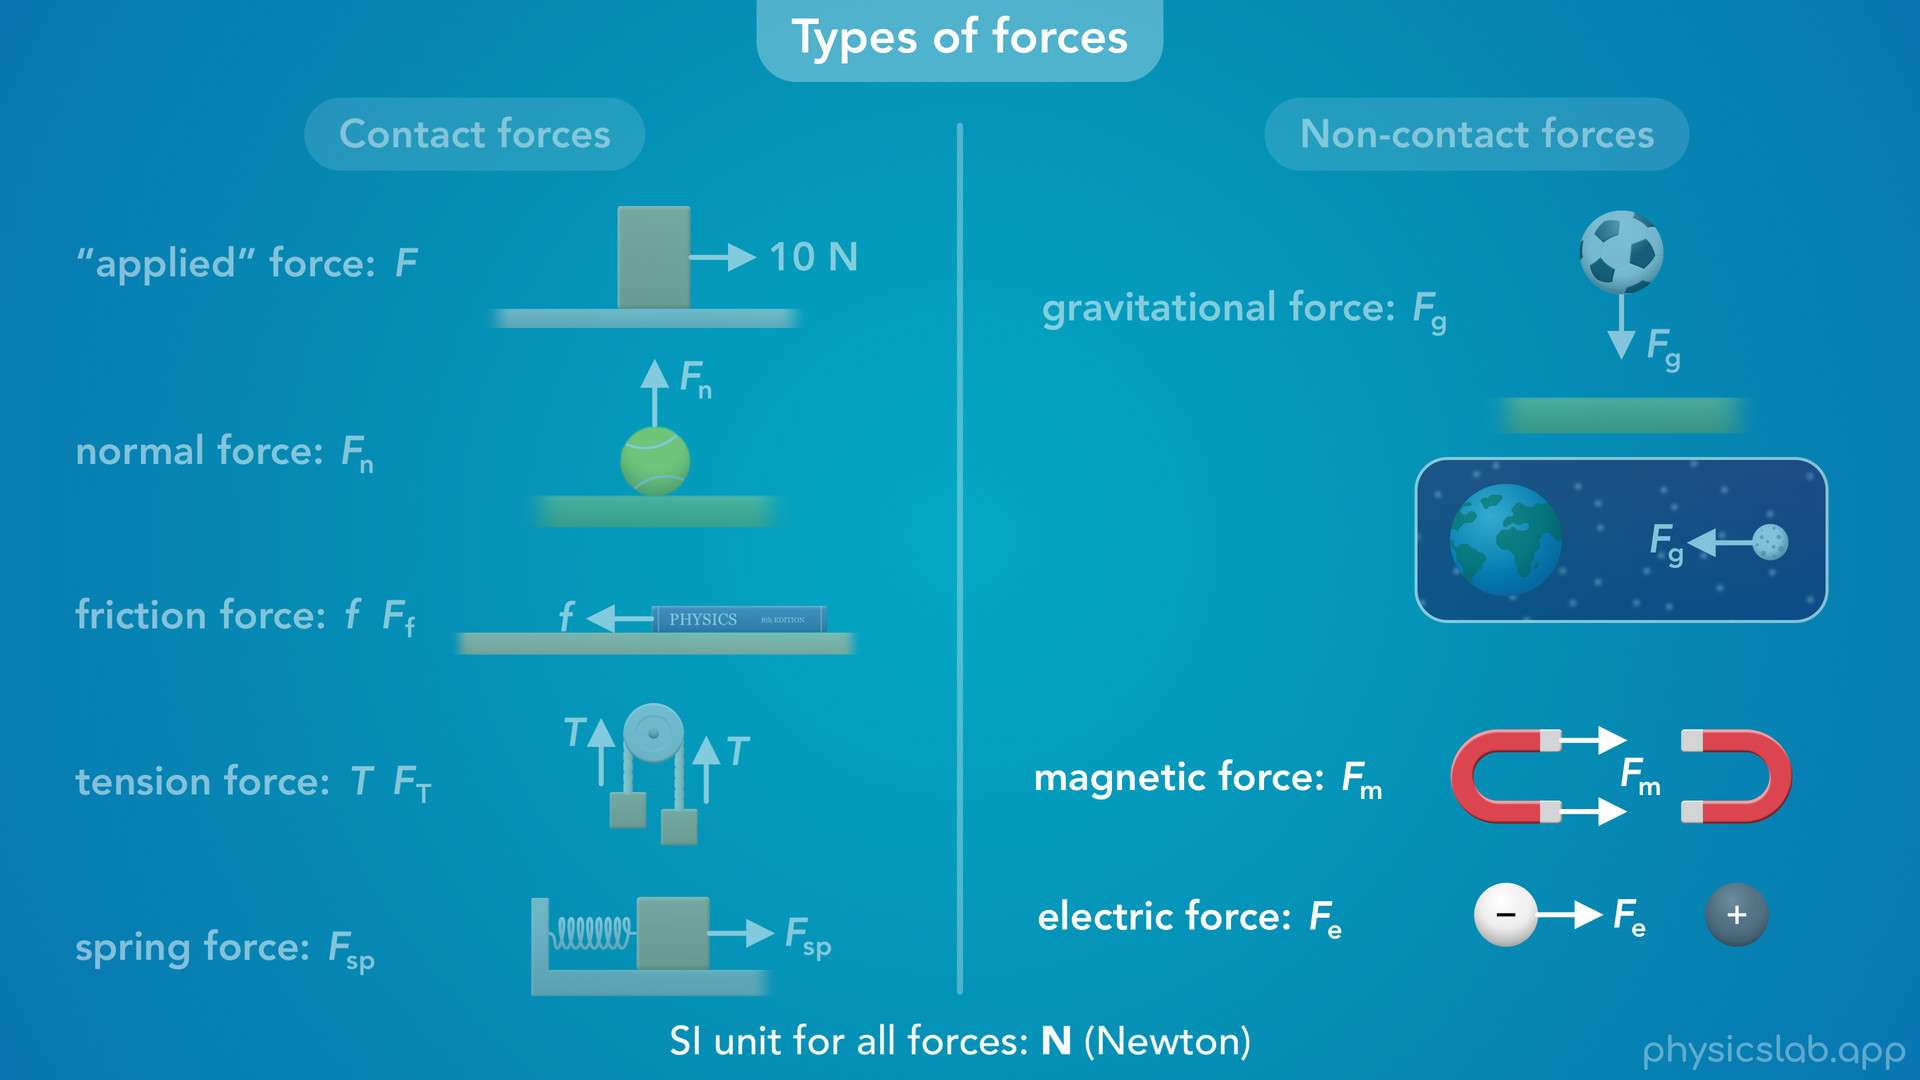 Types of forces
Contact forces
"applied" force: F
10 N
normal force: Fn
Fn
friction force: f Ff
f
PHYSICS 8th EDITION
tension force: T FT
T
T
spring force: Fsp
Fsp
Non-contact forces
gravitational force: Fg
Fg
Fg
magnetic force: Fm
Fm
electric force: Fe
− Fe +
SI unit for all forces: N (Newton)
physicslab.app